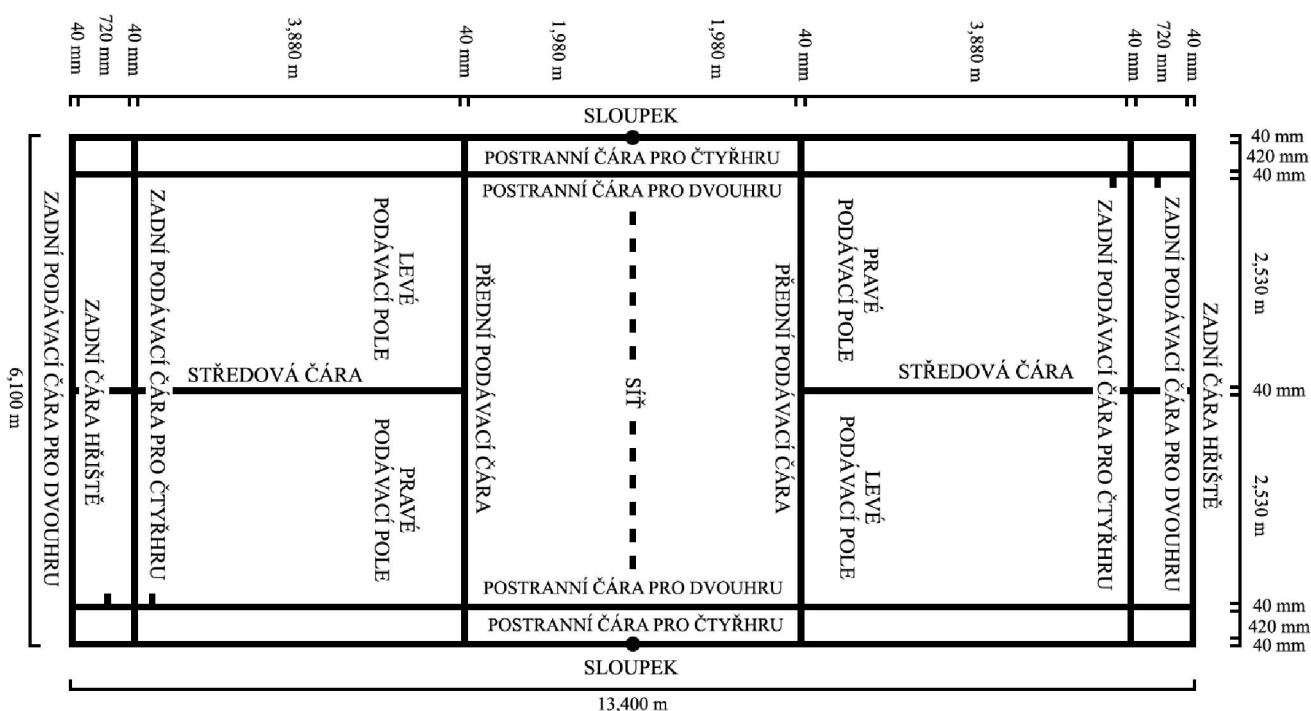 40 mm
720 mm
40 mm
3,880 m
40 mm
1,980 m
1,980 m
40 mm
3,880 m
40 mm
720 mm
40 mm
SLOUPEK
POSTRANNÍ ČÁRA PRO ČTYŘHRU
POSTRANNÍ ČÁRA PRO DVOUHRU
40 mm
420 mm
40 mm
6,100 m
ZADNÍ PODÁVACÍ ČÁRA PRO DVOUHRU
ZADNÍ ČÁRA HŘIŠTĚ
ZADNÍ PODÁVACÍ ČÁRA PRO ČTYŘHRU
LEVÉ
PODÁVACÍ POLE
STŘEDOVÁ ČÁRA
PRAVÉ
PODÁVACÍ POLE
PŘEDNÍ PODÁVACÍ ČÁRA
SÍŤ
PŘEDNÍ PODÁVACÍ ČÁRA
PRAVÉ
PODÁVACÍ POLE
STŘEDOVÁ ČÁRA
LEVÉ
PODÁVACÍ POLE
ZADNÍ PODÁVACÍ ČÁRA PRO ČTYŘHRU
ZADNÍ PODÁVACÍ ČÁRA PRO DVOUHRU
ZADNÍ ČÁRA HŘIŠTĚ
2,530 m
40 mm
2,530 m
POSTRANNÍ ČÁRA PRO DVOUHRU
POSTRANNÍ ČÁRA PRO ČTYŘHRU
40 mm
420 mm
40 mm
SLOUPEK
13,400 m